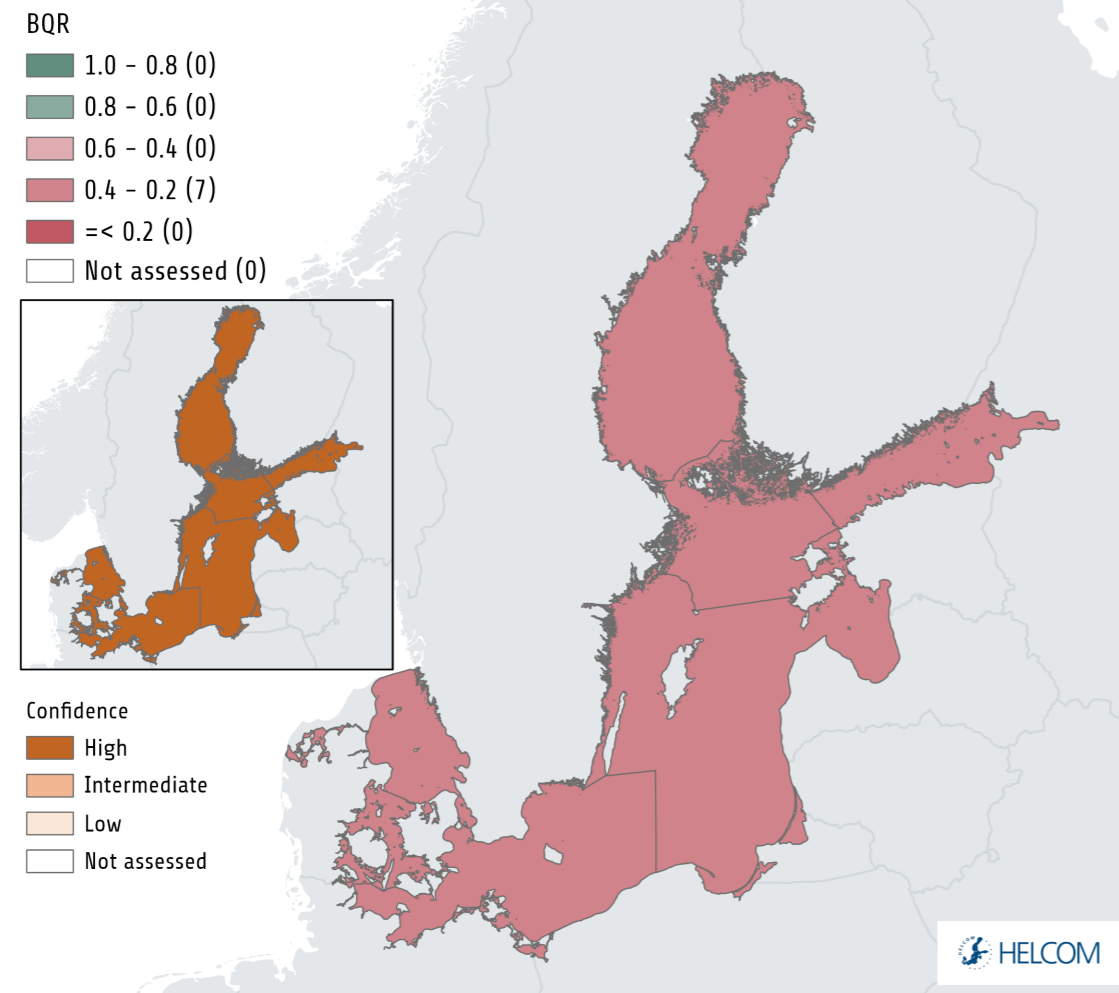 BQR
1.0 - 0.8 (0)
0.8 - 0.6 (0)
0.6 - 0.4 (0)
0.4 - 0.2 (7)
=< 0.2 (0)
Not assessed (0)
Confidence
High
Intermediate
Low
Not assessed
HELCOM